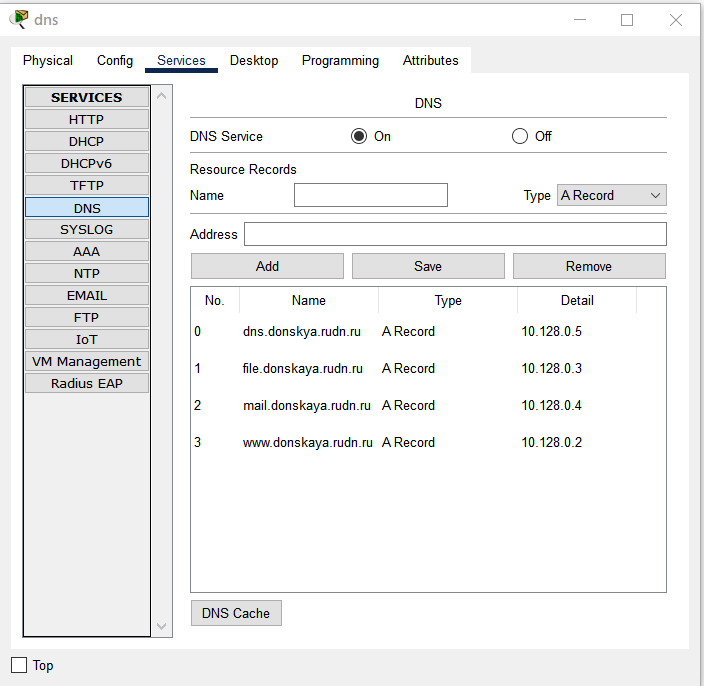 dns
Physical Config Services Desktop Programming Attributes
SERVICES
HTTP
DHCP
DHCPv6
TFTP
DNS
SYSLOG
AAA
NTP
EMAIL
FTP
IoT
VM Management
Radius EAP
DNS
DNS Service On Off
Resource Records
Name Type A Record
Address
Add Save Remove
No. Name Type Detail
0 dns.donskya.rudn.ru A Record 10.128.0.5
1 file.donskaya.rudn.ru A Record 10.128.0.3
2 mail.donskaya.rudn.ru A Record 10.128.0.4
3 www.donskaya.rudn.ru A Record 10.128.0.2
DNS Cache
Top